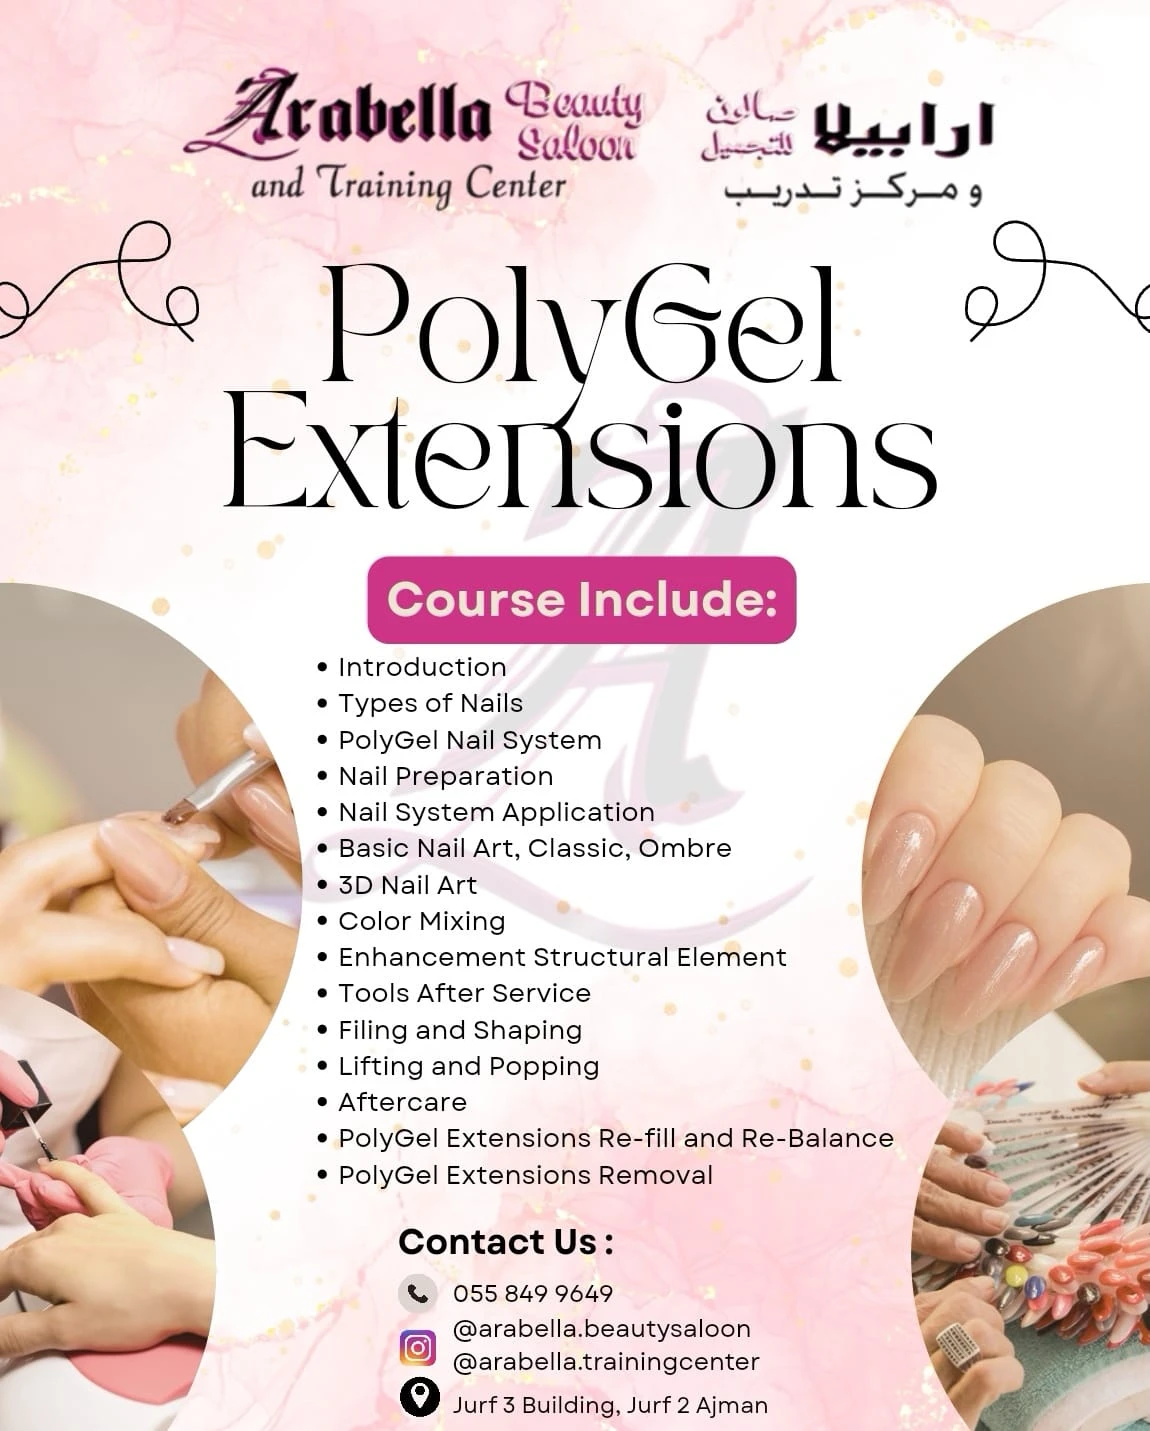 Arabella Beauty Saloon
and Training Center
ارابيلا صالون للتجميل
و مركز تدريب
PolyGel
Extensions
Course Include:
• Introduction
• Types of Nails
• PolyGel Nail System
• Nail Preparation
• Nail System Application
• Basic Nail Art, Classic, Ombre
• 3D Nail Art
• Color Mixing
• Enhancement Structural Element
• Tools After Service
• Filing and Shaping
• Lifting and Popping
• Aftercare
• PolyGel Extensions Re-fill and Re-Balance
• PolyGel Extensions Removal
Contact Us :
055 849 9649
@arabella.beautysaloon
@arabella.trainingcenter
Jurf 3 Building, Jurf 2 Ajman